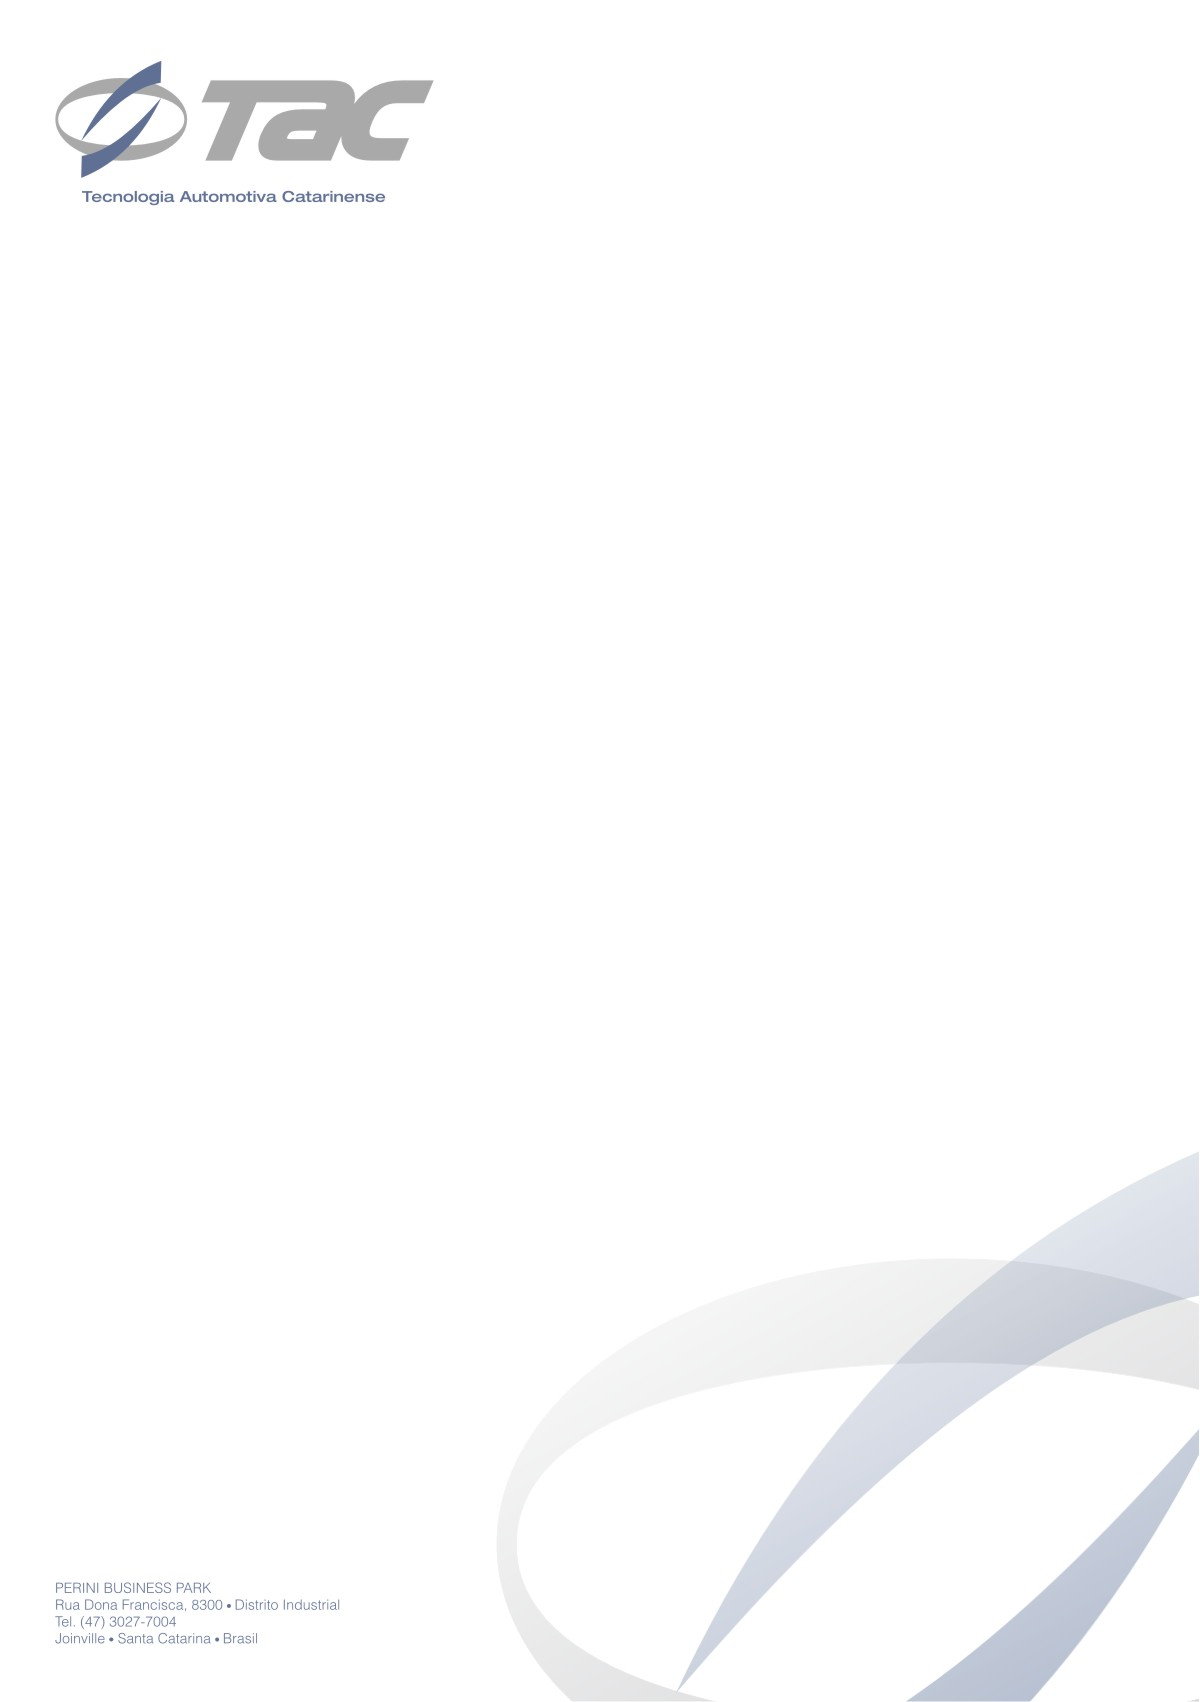 TAC
Tecnologia Automotiva Catarinense
PERINI BUSINESS PARK
Rua Dona Francisca, 8300 • Distrito Industrial
Tel. (47) 3027-7004
Joinville • Santa Catarina • Brasil